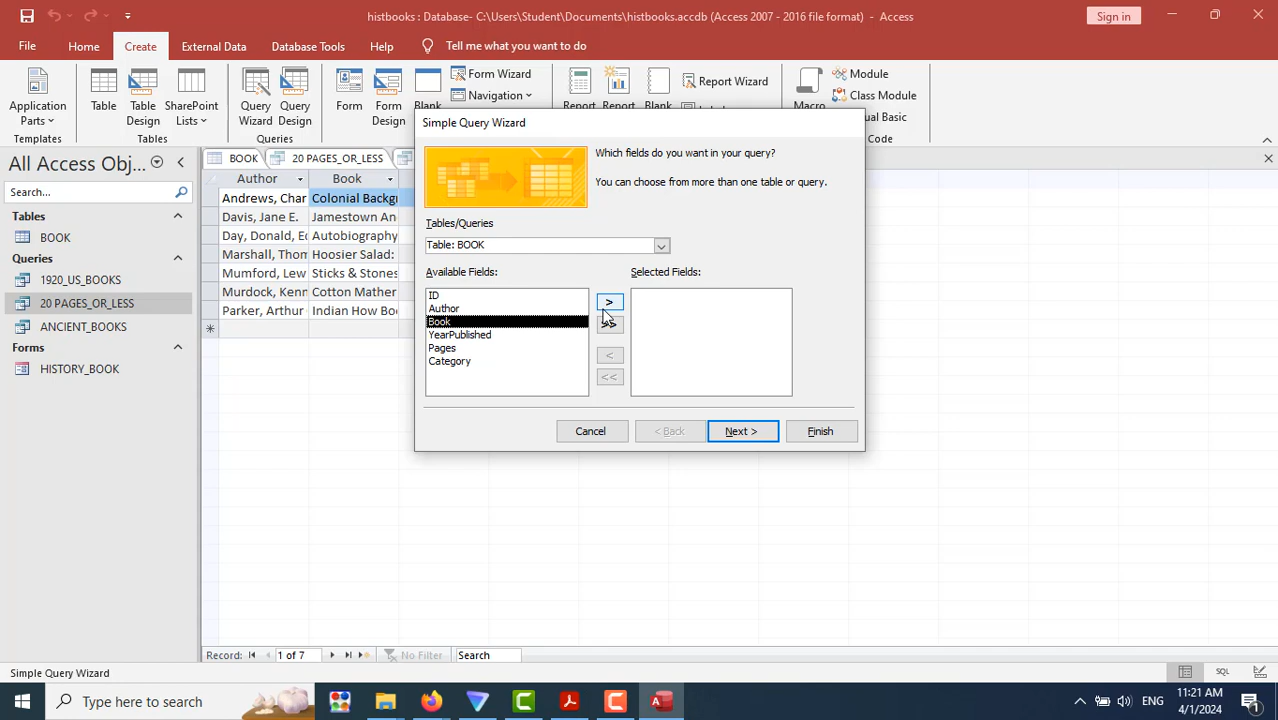 histbooks : Database- C:\Users\Student\Documents\histbooks.accdb (Access 2007 - 2016 file format) - Access
Sign in
File
Home
Create
External Data
Database Tools
Help
Tell me what you want to do
Application Parts
Table
Table Design
SharePoint Lists
Query Wizard
Query Design
Form
Form Design
Blank
Form Wizard
Navigation
Report
Report
Blank
Report Wizard
Macro
Module
Class Module
Templates
Tables
Queries
Code
All Access Obj...
Search...
Tables
BOOK
Queries
1920_US_BOOKS
20 PAGES_OR_LESS
ANCIENT_BOOKS
Forms
HISTORY_BOOK
BOOK
20 PAGES_OR_LESS
Author Book
Andrews, Char Colonial Backgr
Davis, Jane E. Jamestown An
Day, Donald, Ed Autobiography
Marshall, Thom Hoosier Salad:
Mumford, Lew Sticks & Stones
Murdock, Kenn Cotton Mather
Parker, Arthur Indian How Boo
Simple Query Wizard
Which fields do you want in your query?
You can choose from more than one table or query.
Tables/Queries
Table: BOOK
Available Fields:
Selected Fields:
ID
Author
Book
YearPublished
Pages
Category
>
>>
<
<<
Cancel
< Back
Next >
Finish
Record:
1 of 7
No Filter
Search
Simple Query Wizard
SQL
Type here to search
ENG
11:21 AM
4/1/2024
1